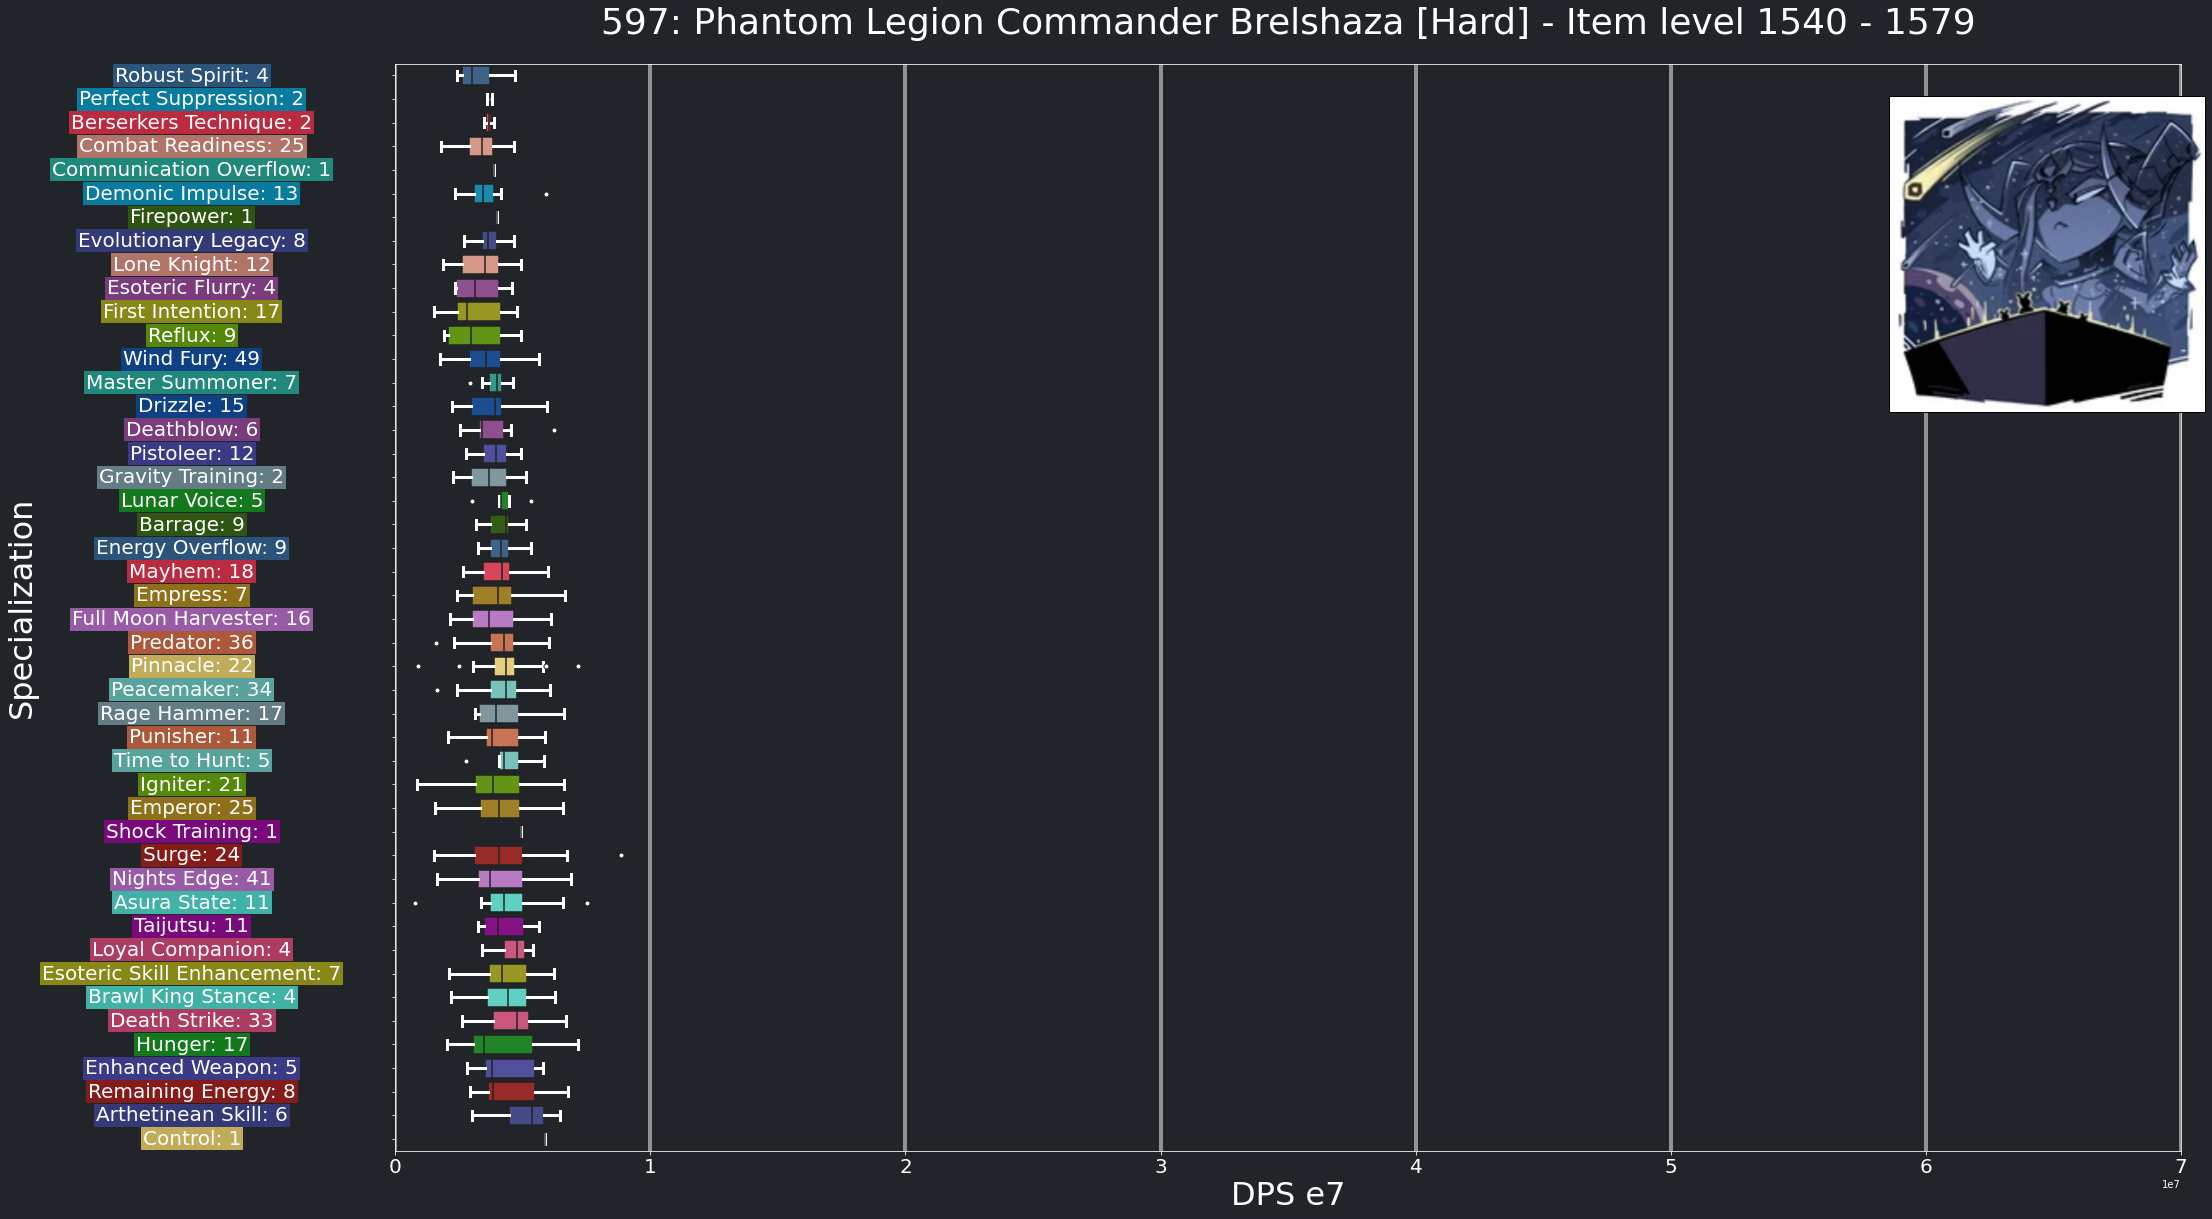 597: Phantom Legion Commander Brelshaza [Hard] - Item level 1540 - 1579
Specialization
Robust Spirit: 4
Perfect Suppression: 2
Berserkers Technique: 2
Combat Readiness: 25
Communication Overflow: 1
Demonic Impulse: 13
Firepower: 1
Evolutionary Legacy: 8
Lone Knight: 12
Esoteric Flurry: 4
First Intention: 17
Reflux: 9
Wind Fury: 49
Master Summoner: 7
Drizzle: 15
Deathblow: 6
Pistoleer: 12
Gravity Training: 2
Lunar Voice: 5
Barrage: 9
Energy Overflow: 9
Mayhem: 18
Empress: 7
Full Moon Harvester: 16
Predator: 36
Pinnacle: 22
Peacemaker: 34
Rage Hammer: 17
Punisher: 11
Time to Hunt: 5
Igniter: 21
Emperor: 25
Shock Training: 1
Surge: 24
Nights Edge: 41
Asura State: 11
Taijutsu: 11
Loyal Companion: 4
Esoteric Skill Enhancement: 7
Brawl King Stance: 4
Death Strike: 33
Hunger: 17
Enhanced Weapon: 5
Remaining Energy: 8
Arthetinean Skill: 6
Control: 1
0 1 2 3 4 5 6 7
1e7
DPS e7